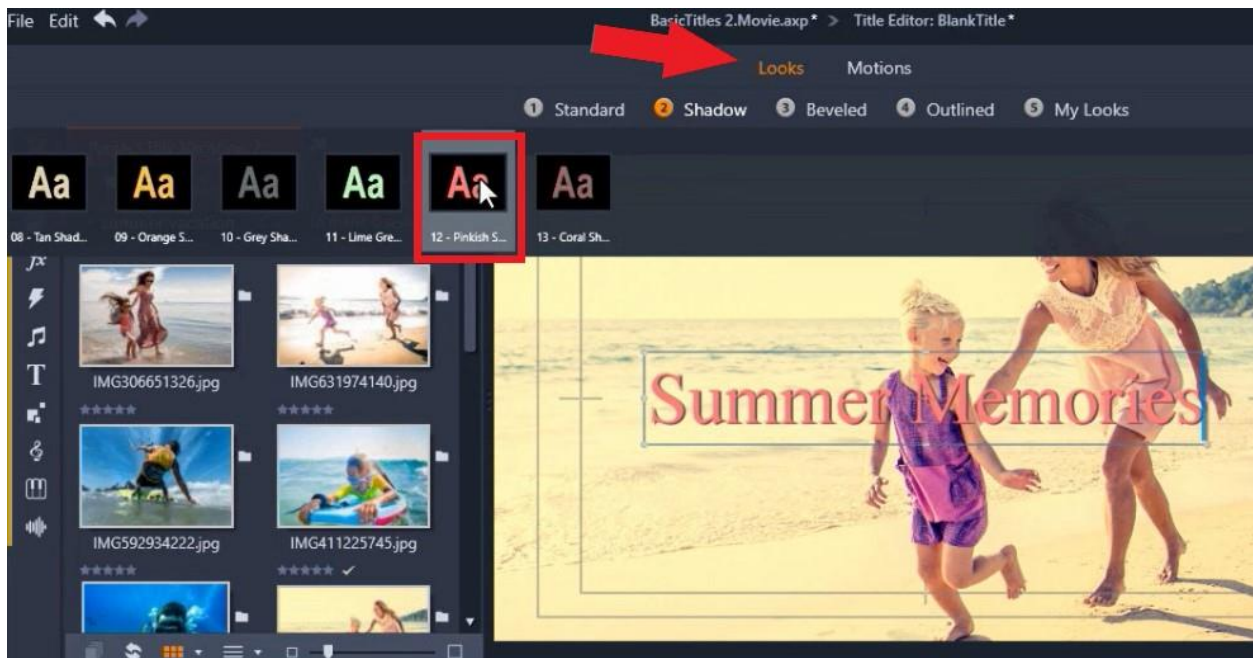 File Edit BasicTitles 2.Movie.axp* > Title Editor: BlankTitle*
Looks Motions
1 Standard 2 Shadow 3 Beveled 4 Outlined 5 My Looks
Aa Aa Aa Aa Aa Aa
08 - Tan Shad... 09 - Orange S... 10 - Grey Sha... 11 - Lime Gre... 12 - Pinkish S... 13 - Coral Sh...
fx
T
IMG306651326.jpg IMG631974140.jpg
Summer Memories
IMG592934222.jpg IMG411225745.jpg